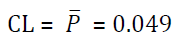 CL = P̅ = 0.049